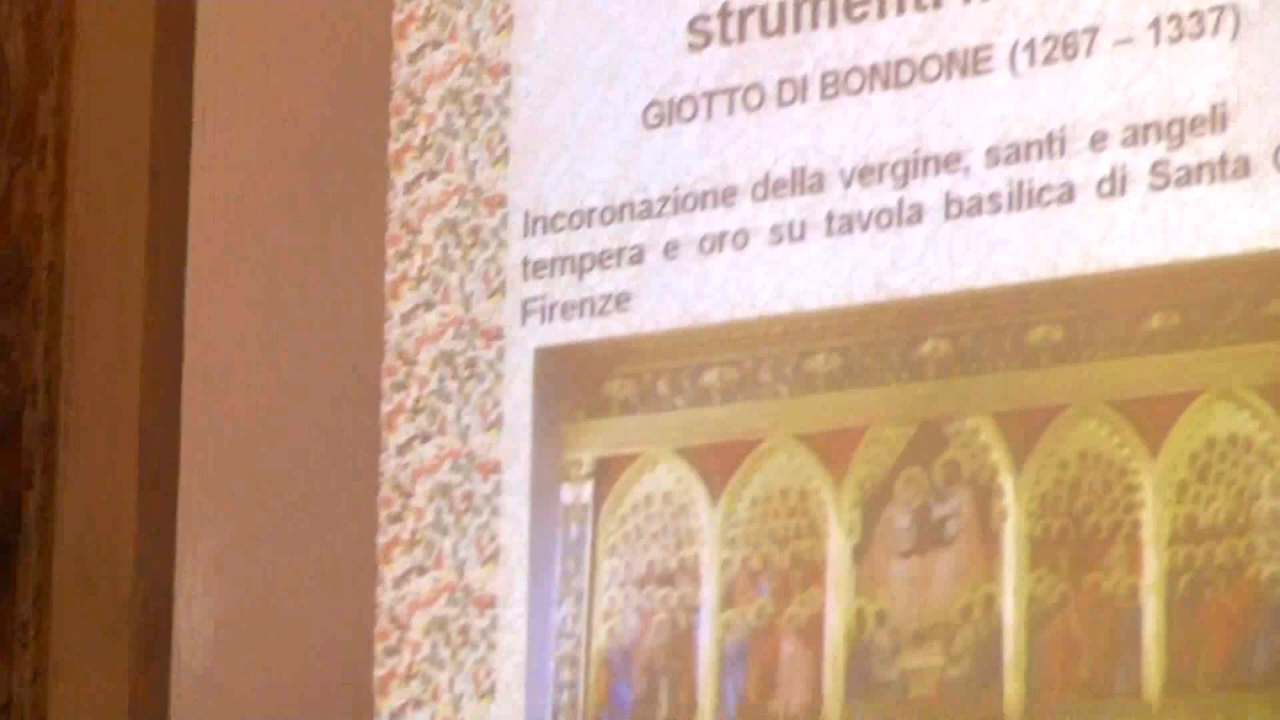 strumenti
GIOTTO DI BONDONE (1267 – 1337)
Incoronazione della vergine, santi e angeli
tempera e oro su tavola basilica di Santa
Firenze